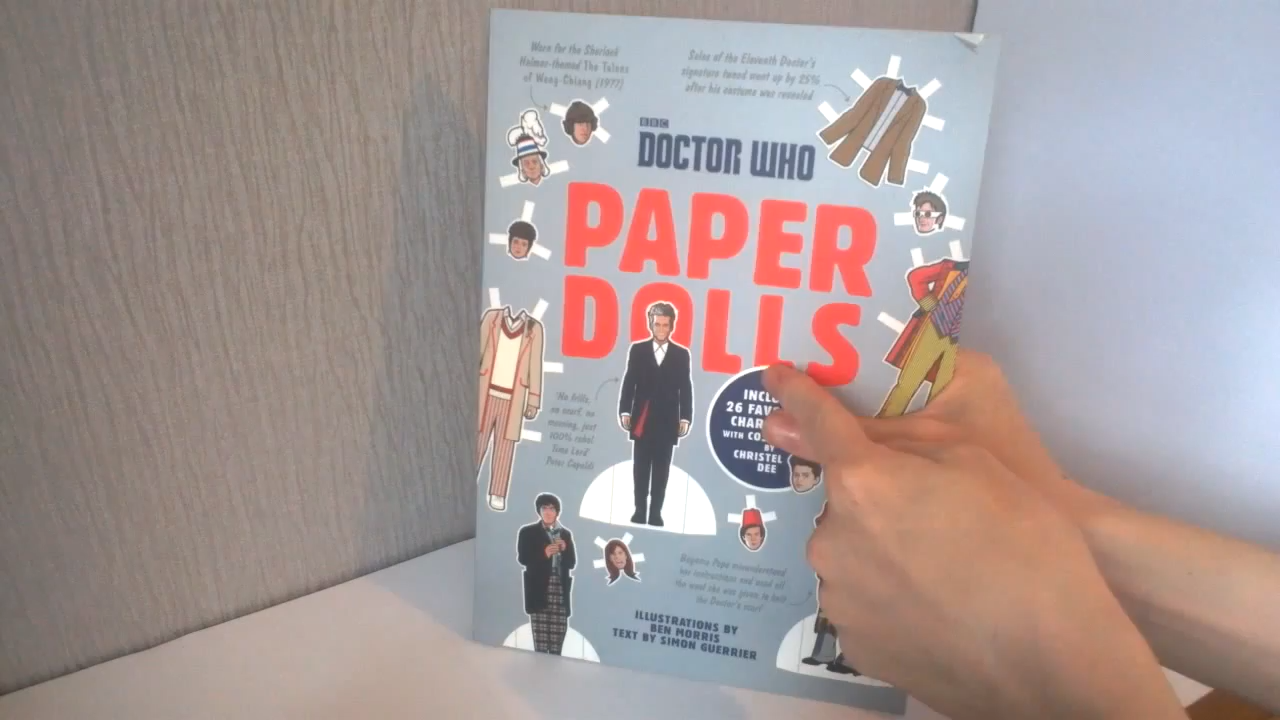 Worn for the Sherlock
Holmes-themed The Talons
of Weng-Chiang (1977)
Sales of the Eleventh Doctor's
signature tweed went up by 25%
after his costume was revealed
BBC
DOCTOR WHO
PAPER
DOLLS
'No frills,
no scarf, no
messing, just
100% rebel
Time Lord'
Peter Capaldi
INCLU
26 FAV
CHAR
WITH CO
BY
CHRISTEL
DEE
Begonia Pope misunderstood
her instructions and used all
the wool she was given to knit
the Doctor's scarf
ILLUSTRATIONS BY
BEN MORRIS
TEXT BY SIMON GUERRIER